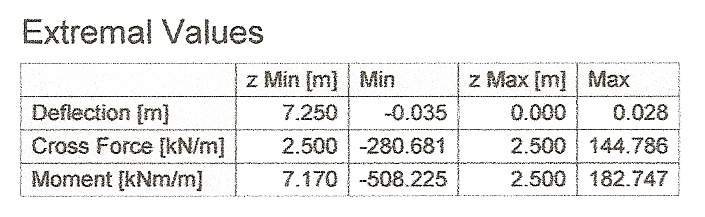 Extremal Values
z Min [m] Min z Max [m] Max
Deflection [m] 7.250 -0.035 0.000 0.028
Cross Force [kN/m] 2.500 -280.681 2.500 144.786
Moment [kNm/m] 7.170 -508.225 2.500 182.747